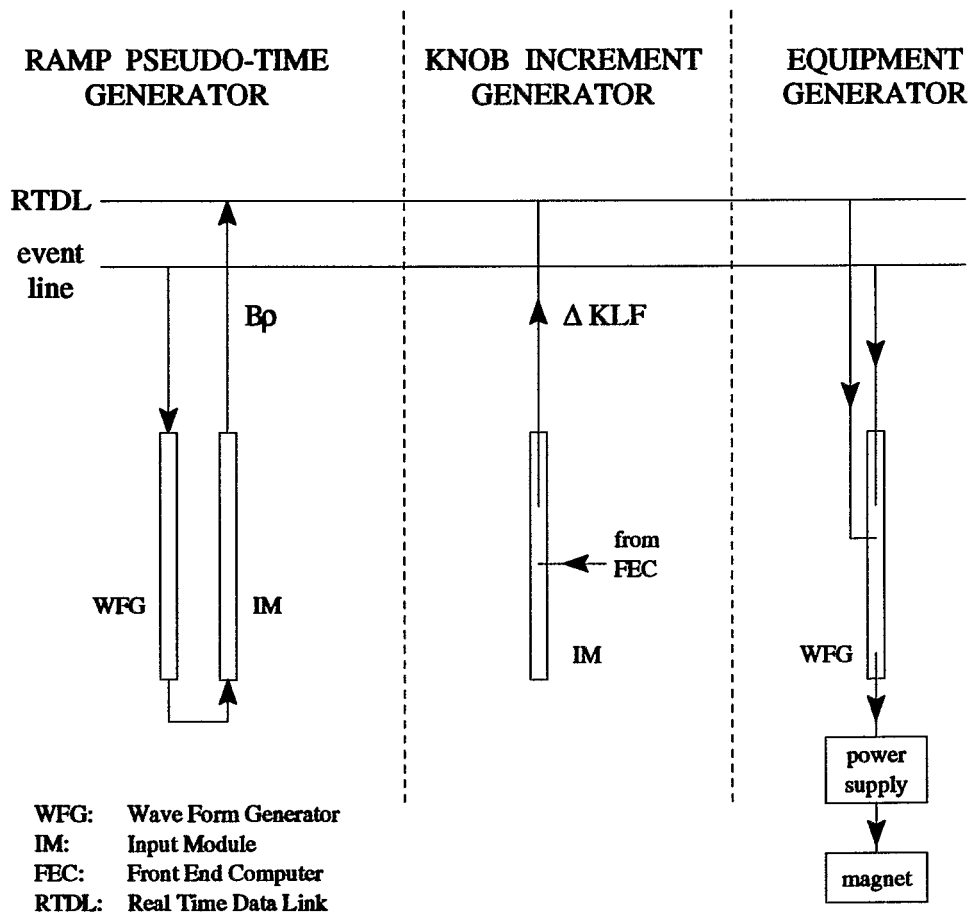 RAMP PSEUDO-TIME
GENERATOR
KNOB INCREMENT
GENERATOR
EQUIPMENT
GENERATOR
RTDL
event
line
Bρ
Δ KLF
from
FEC
WFG
IM
IM
WFG
power
supply
magnet
WFG: Wave Form Generator
IM: Input Module
FEC: Front End Computer
RTDL: Real Time Data Link